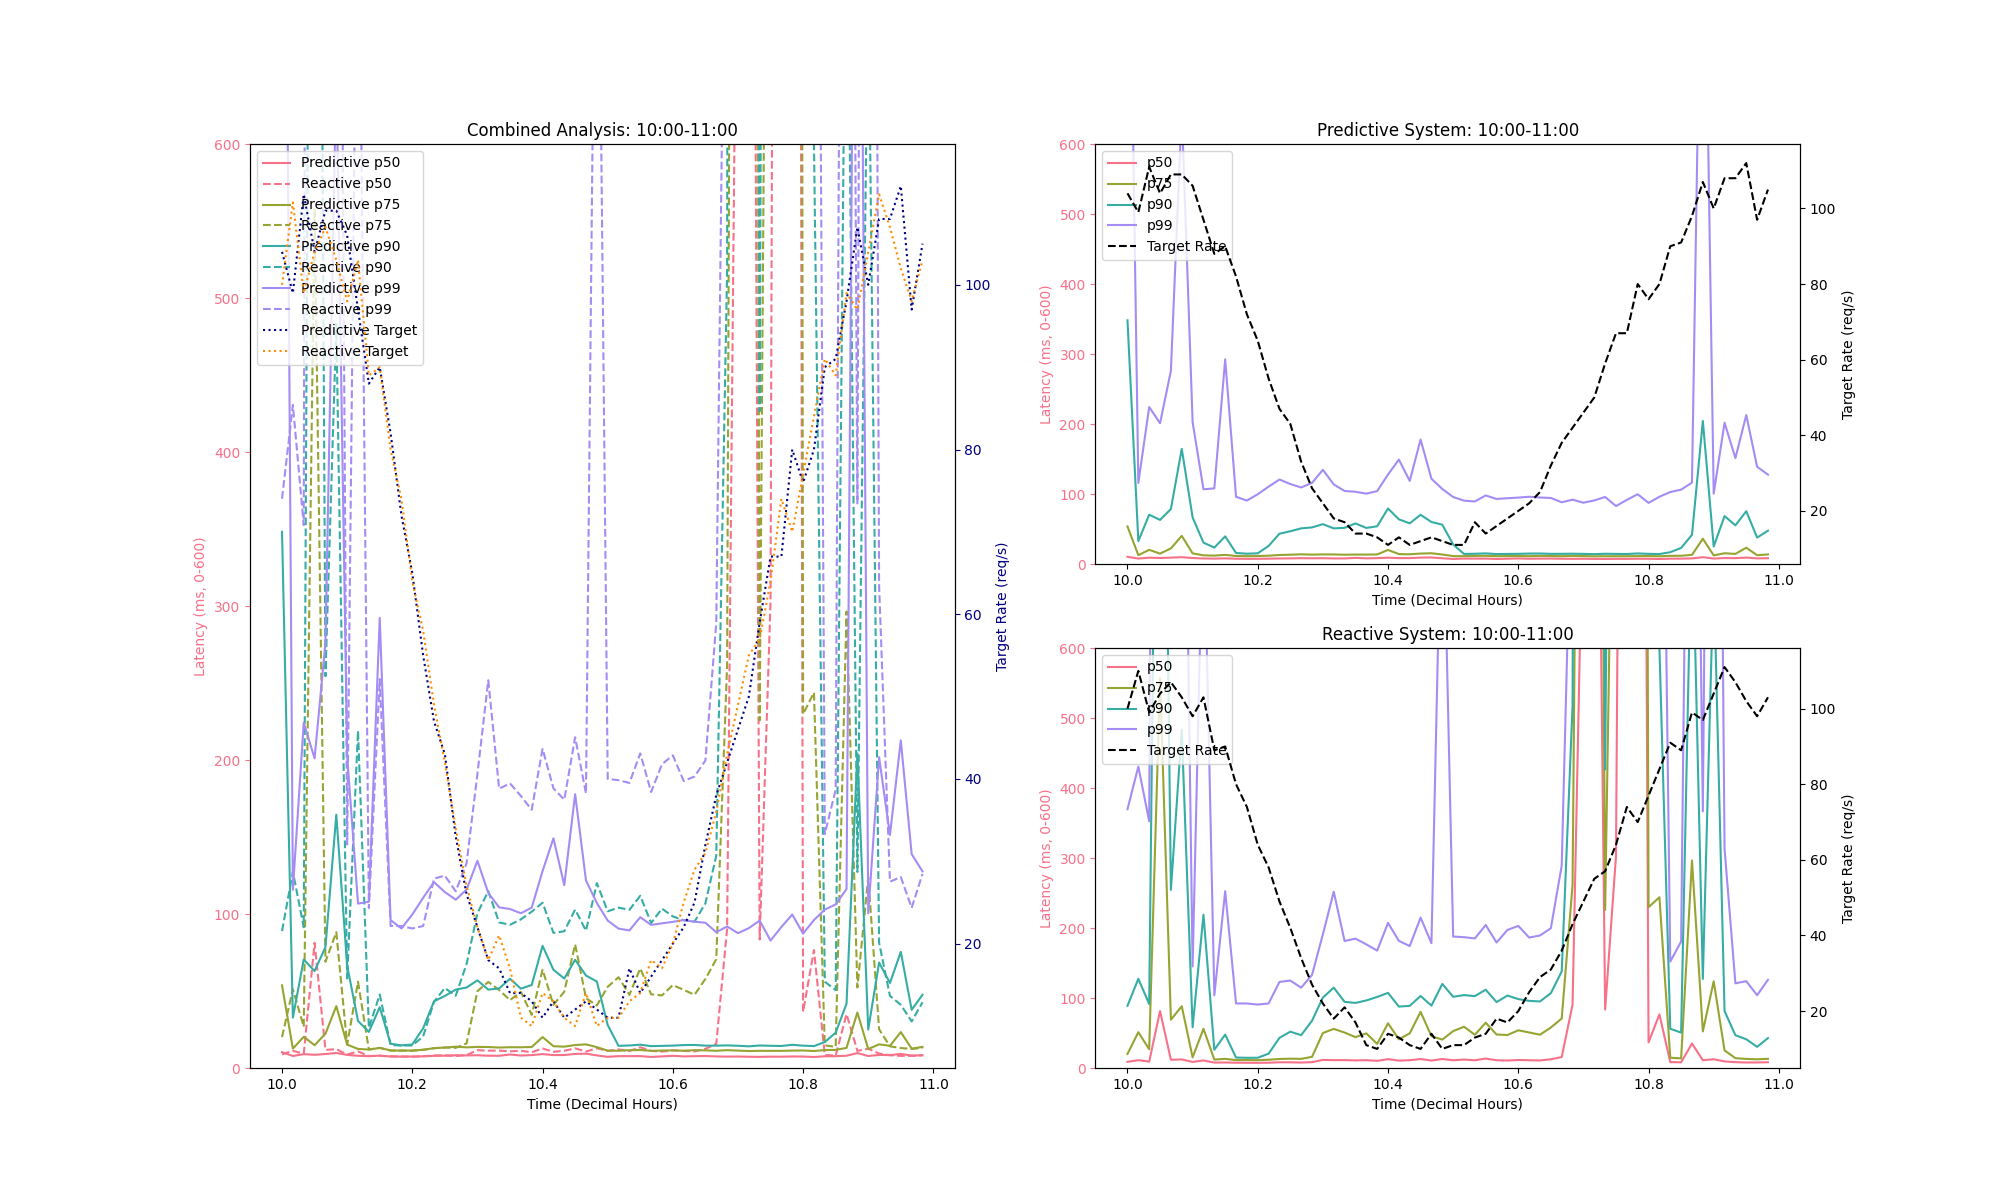 Combined Analysis: 10:00-11:00
600
500
400
300
200
100
0
Latency (ms, 0-600)
Predictive p50
Reactive p50
Predictive p75
Reactive p75
Predictive p90
Reactive p90
Predictive p99
Reactive p99
Predictive Target
Reactive Target
100
80
60
40
20
Target Rate (req/s)
10.0 10.2 10.4 10.6 10.8 11.0
Time (Decimal Hours)
Predictive System: 10:00-11:00
600
500
400
300
200
100
0
Latency (ms, 0-600)
p50
p75
p90
p99
Target Rate
100
80
60
40
20
Target Rate (req/s)
10.0 10.2 10.4 10.6 10.8 11.0
Time (Decimal Hours)
Reactive System: 10:00-11:00
600
500
400
300
200
100
0
Latency (ms, 0-600)
p50
p75
p90
p99
Target Rate
100
80
60
40
20
Target Rate (req/s)
10.0 10.2 10.4 10.6 10.8 11.0
Time (Decimal Hours)